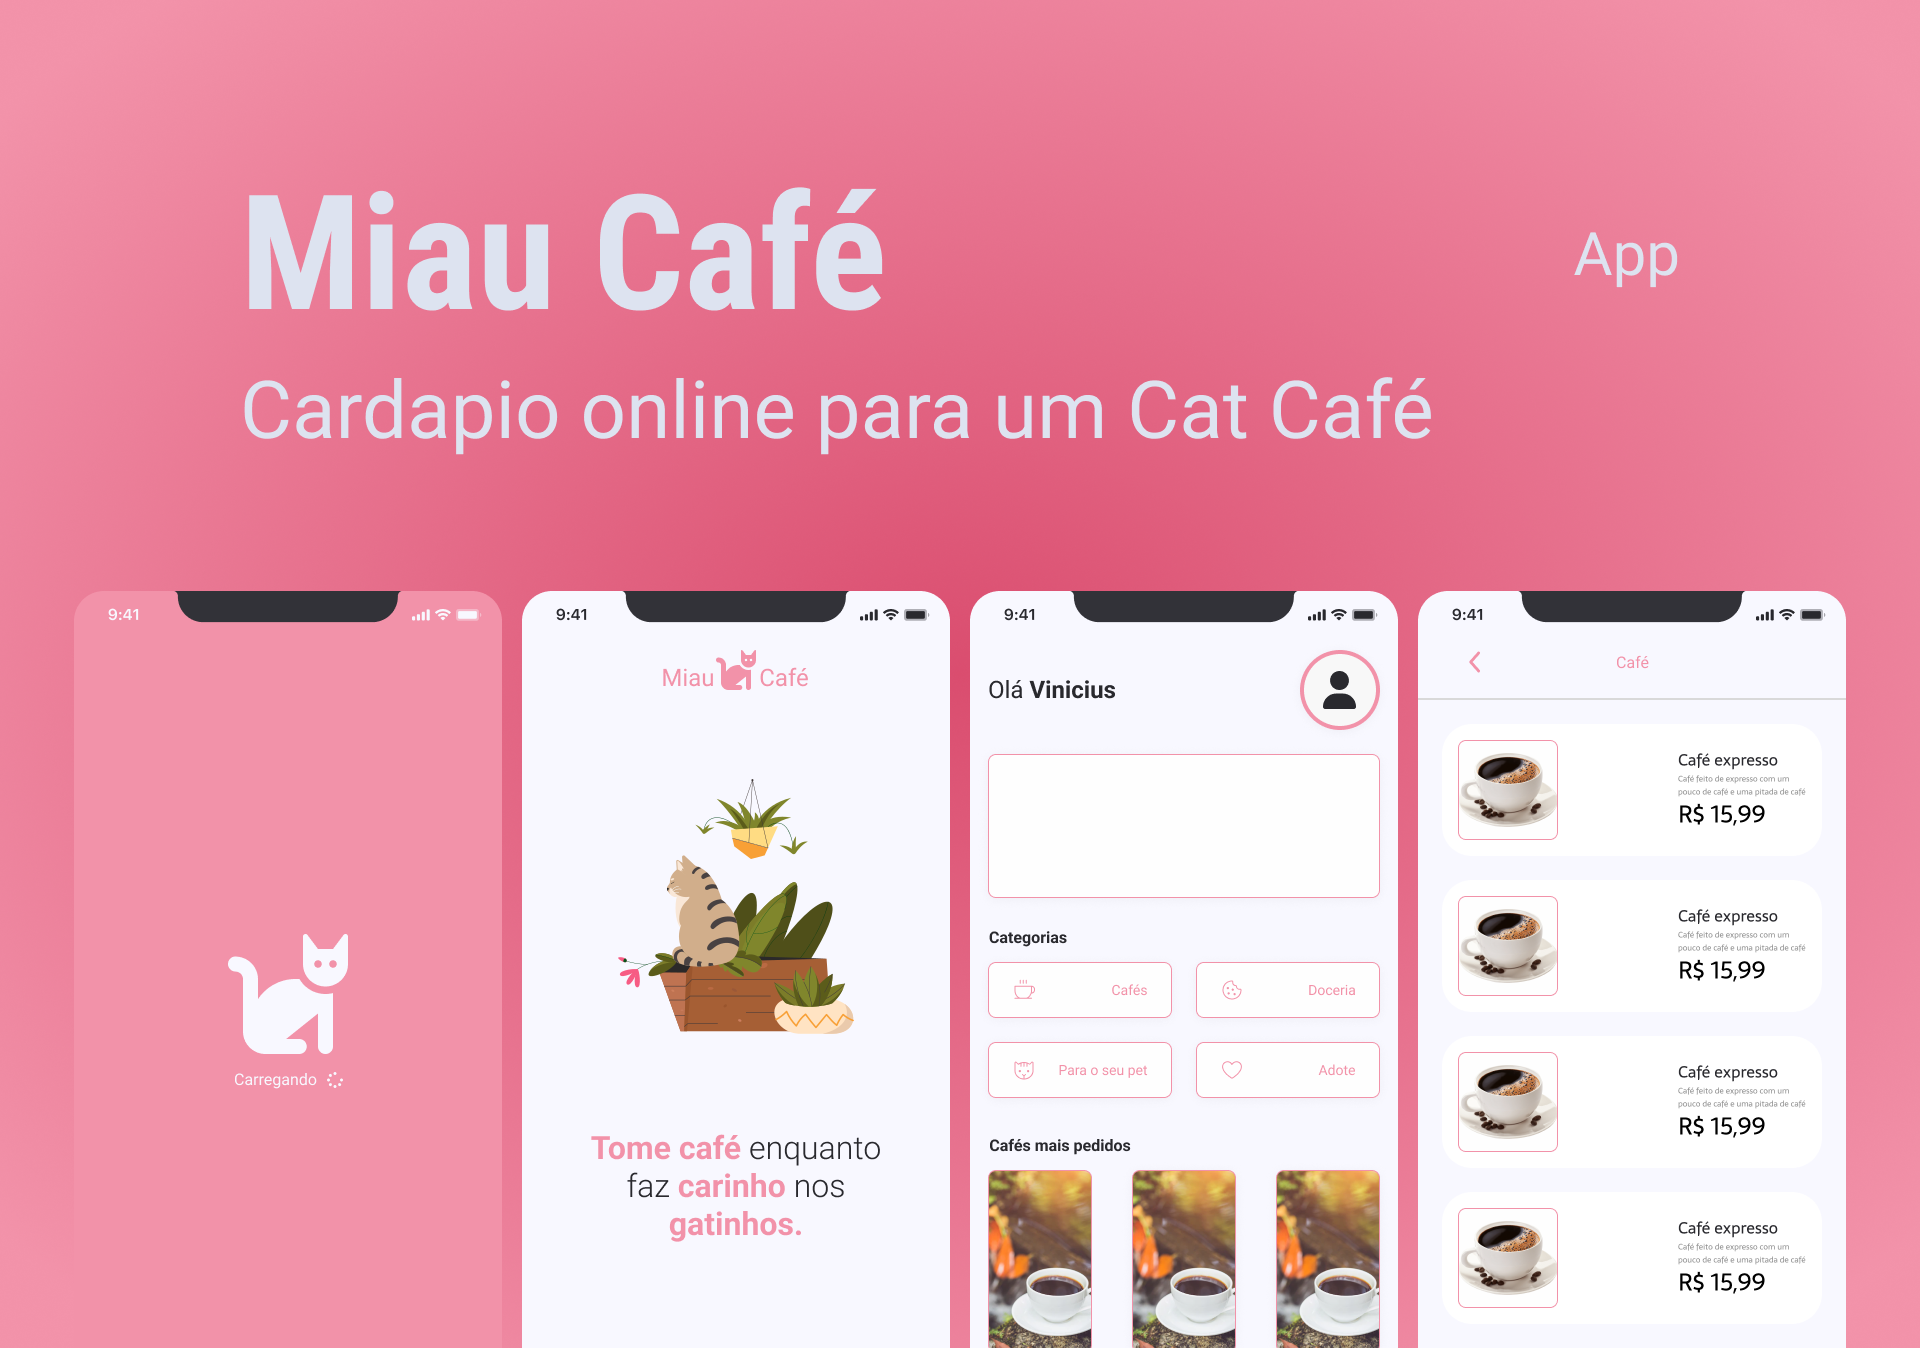 Miau Café
App
Cardapio online para um Cat Café
9:41
Carregando
9:41
Miau Café
Tome café enquanto
faz carinho nos
gatinhos.
9:41
Olá Vinicius
Categorias
Cafés
Doceria
Para o seu pet
Adote
Cafés mais pedidos
9:41
Café
Café expresso
Café feito de expresso com um
pouco de café e uma pitada de café
R$ 15,99
Café expresso
Café feito de expresso com um
pouco de café e uma pitada de café
R$ 15,99
Café expresso
Café feito de expresso com um
pouco de café e uma pitada de café
R$ 15,99
Café expresso
Café feito de expresso com um
pouco de café e uma pitada de café
R$ 15,99